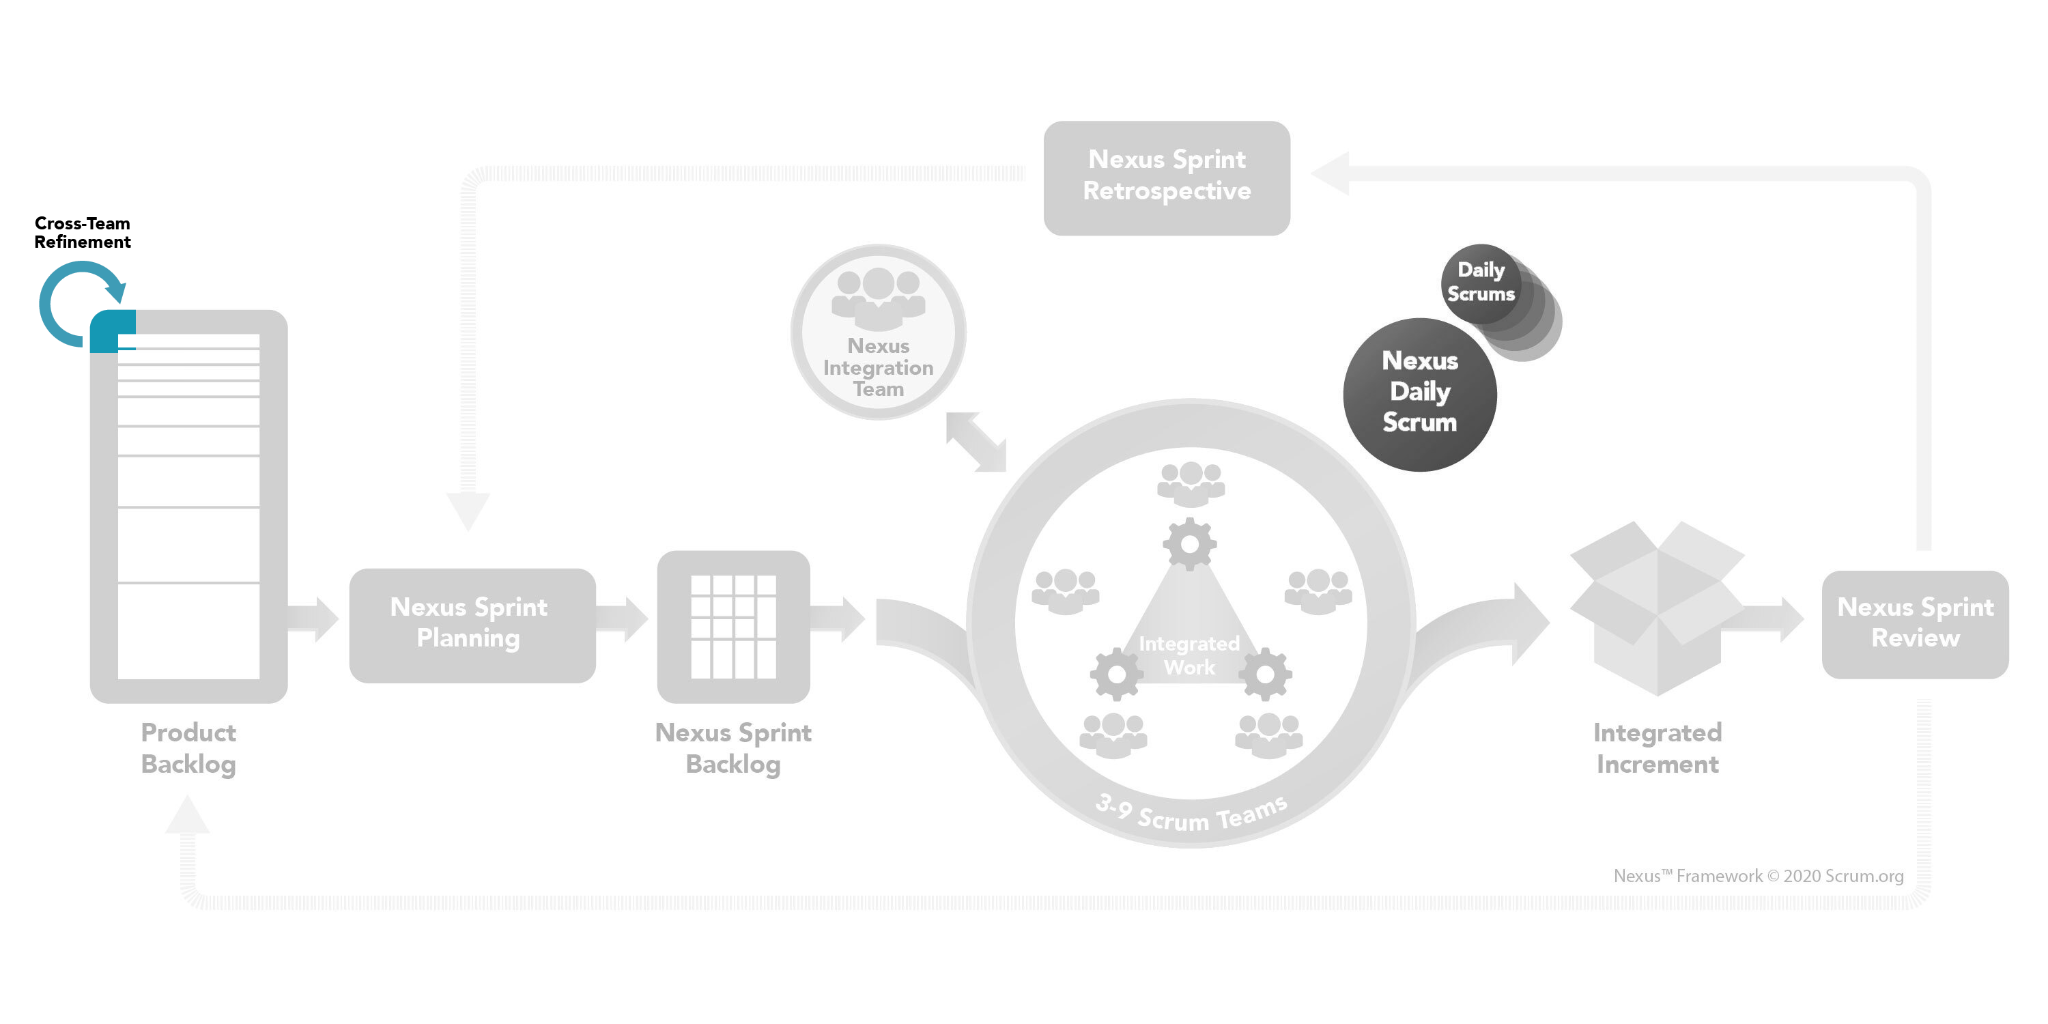 Nexus Sprint
Retrospective
Cross-Team
Refinement
Daily
Scrums
Nexus
Integration
Team
Nexus
Daily
Scrum
Nexus Sprint
Planning
Integrated
Work
Nexus Sprint
Review
Product
Backlog
Nexus Sprint
Backlog
Integrated
Increment
3-9 Scrum Teams
Nexus™ Framework © 2020 Scrum.org